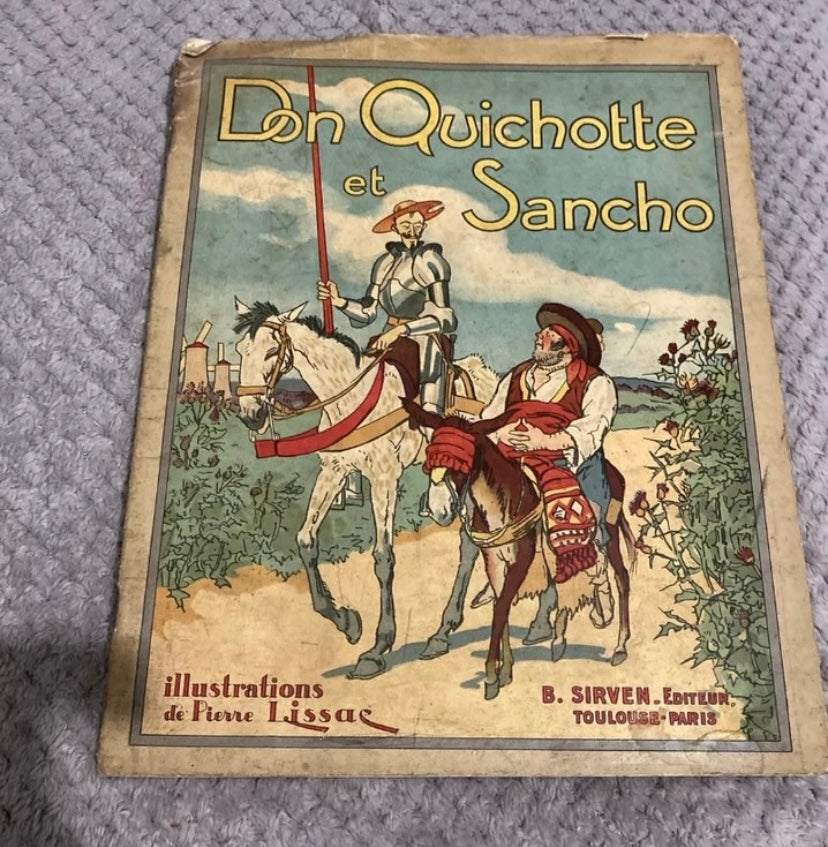 Don Quichotte
et
Sancho
illustrations
de Pierre Lissac
B. SIRVEN - EDITEUR.
TOULOUSE - PARIS